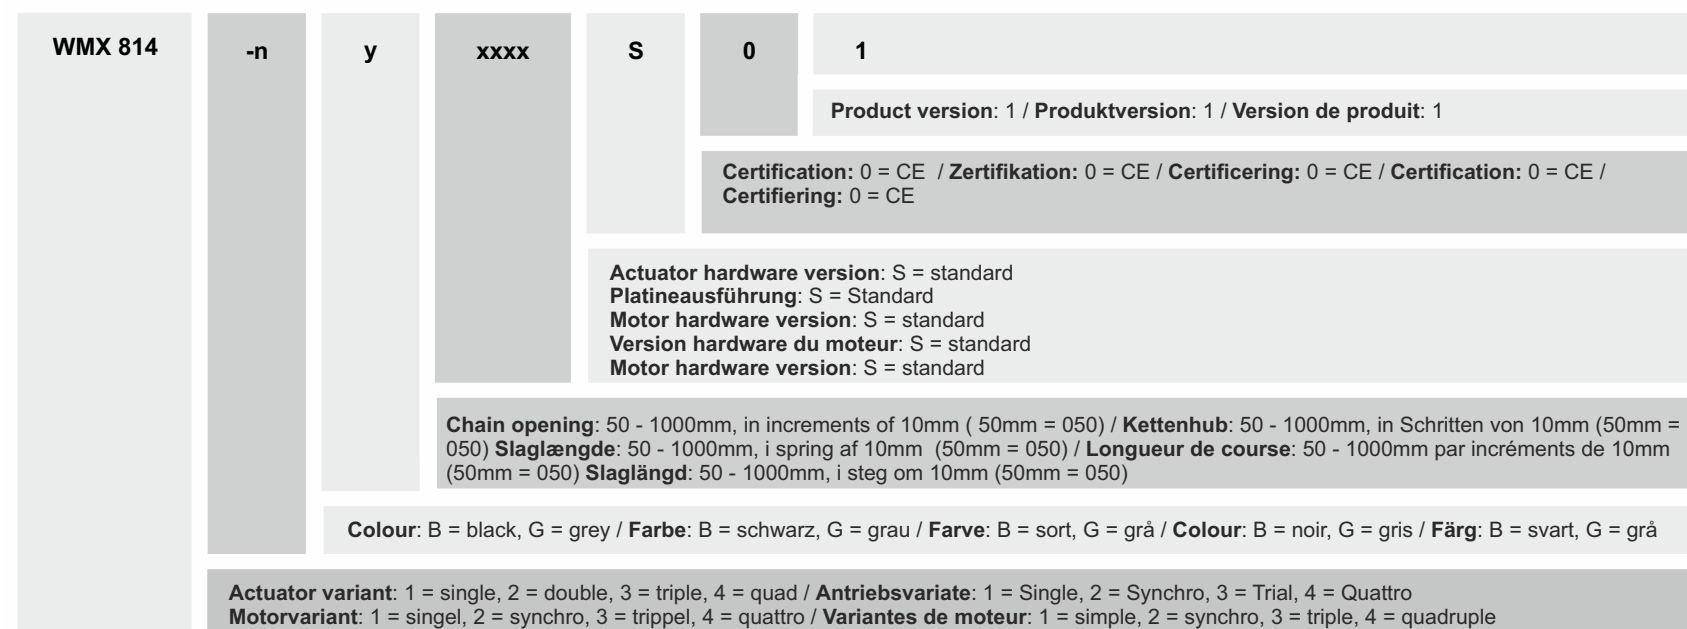 WMX 814 -n y xxxx S 0 1
Product version: 1 / Produktversion: 1 / Version de produit: 1
Certification: 0 = CE / Zertifikation: 0 = CE / Certificering: 0 = CE / Certification: 0 = CE /
Certifiering: 0 = CE
Actuator hardware version: S = standard
Platineausführung: S = Standard
Motor hardware version: S = standard
Version hardware du moteur: S = standard
Motor hardware version: S = standard
Chain opening: 50 - 1000mm, in increments of 10mm ( 50mm = 050) / Kettenhub: 50 - 1000mm, in Schritten von 10mm (50mm =
050) Slaglængde: 50 - 1000mm, i spring af 10mm (50mm = 050) / Longueur de course: 50 - 1000mm par incréments de 10mm
(50mm = 050) Slaglängd: 50 - 1000mm, i steg om 10mm (50mm = 050)
Colour: B = black, G = grey / Farbe: B = schwarz, G = grau / Farve: B = sort, G = grå / Colour: B = noir, G = gris / Färg: B = svart, G = grå
Actuator variant: 1 = single, 2 = double, 3 = triple, 4 = quad / Antriebsvariate: 1 = Single, 2 = Synchro, 3 = Trial, 4 = Quattro
Motorvariant: 1 = singel, 2 = synchro, 3 = trippel, 4 = quattro / Variantes de moteur: 1 = simple, 2 = synchro, 3 = triple, 4 = quadruple